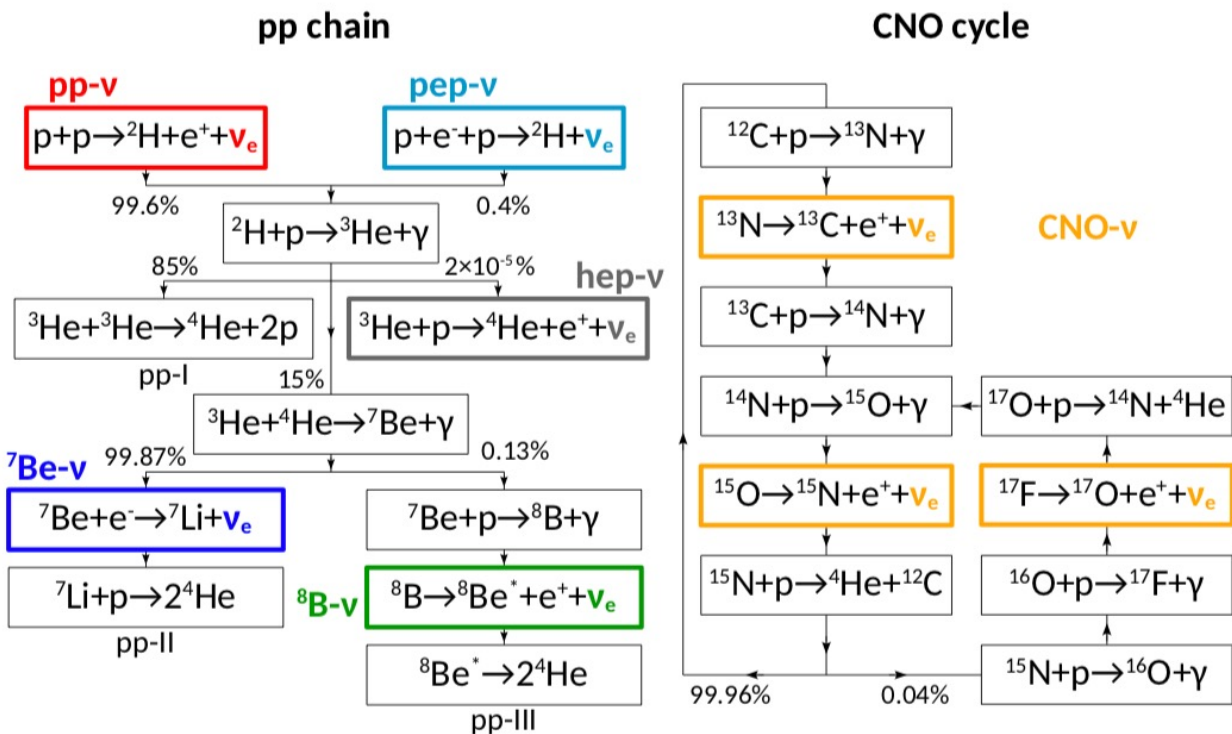 pp chain
pp-ν
pep-ν
p+p→²H+e⁺+νₑ
p+e⁻+p→²H+νₑ
99.6%
0.4%
²H+p→³He+γ
85%
2×10⁻⁵%
hep-ν
³He+³He→⁴He+2p
³He+p→⁴He+e⁺+νₑ
pp-I
15%
³He+⁴He→⁷Be+γ
⁷Be-ν
99.87%
0.13%
⁷Be+e⁻→⁷Li+νₑ
⁷Be+p→⁸B+γ
⁷Li+p→2⁴He
⁸B-ν
⁸B→⁸Be*+e⁺+νₑ
pp-II
⁸Be*→2⁴He
pp-III
CNO cycle
¹²C+p→¹³N+γ
¹³N→¹³C+e⁺+νₑ
CNO-ν
¹³C+p→¹⁴N+γ
¹⁴N+p→¹⁵O+γ
¹⁷O+p→¹⁴N+⁴He
¹⁵O→¹⁵N+e⁺+νₑ
¹⁷F→¹⁷O+e⁺+νₑ
¹⁵N+p→⁴He+¹²C
¹⁶O+p→¹⁷F+γ
¹⁵N+p→¹⁶O+γ
99.96%
0.04%